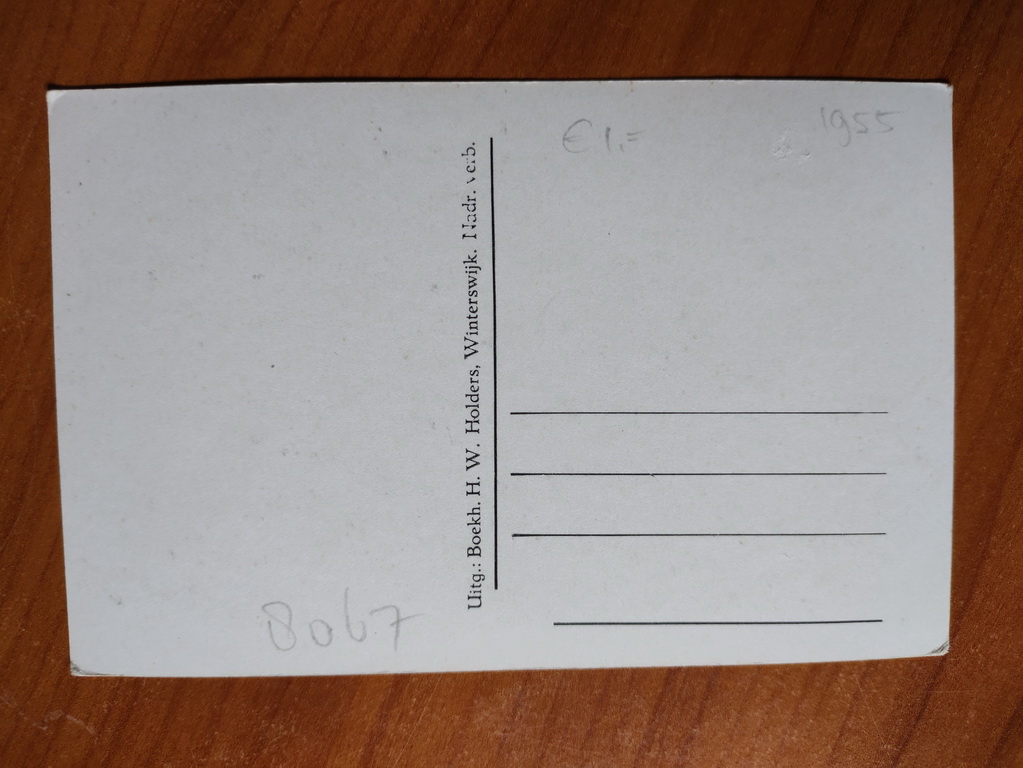 Uitg.: Boekh. H. W. Holders, Winterswijk. Nadr. verb.
€ 1,=
1955
8067